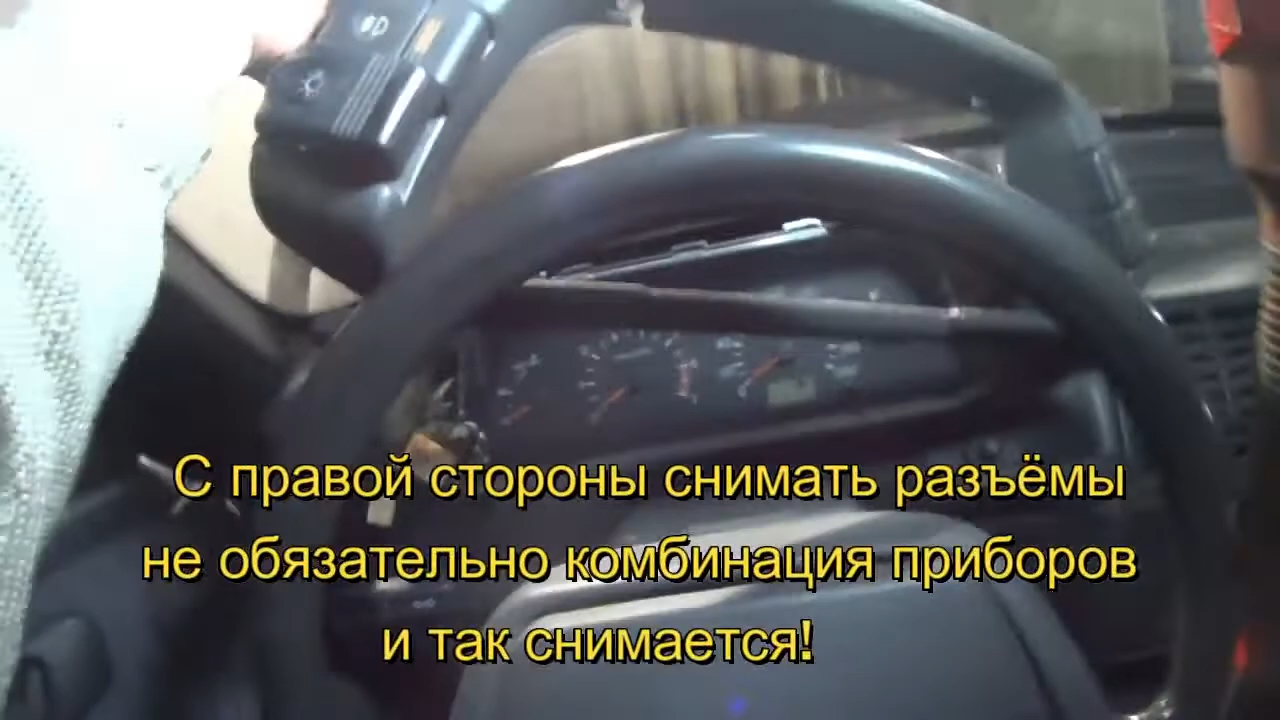 С правой стороны снимать разъёмы
не обязательно комбинация приборов
и так снимается!